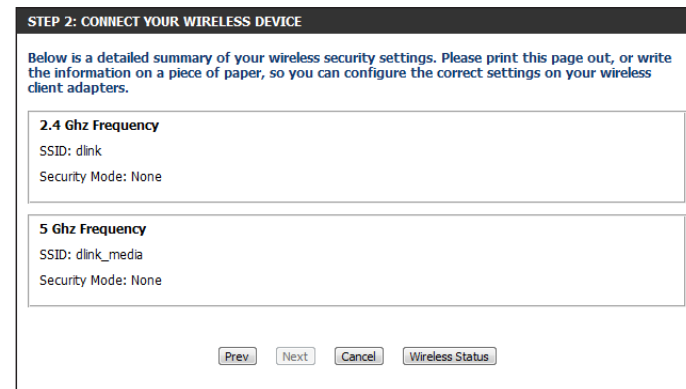 STEP 2: CONNECT YOUR WIRELESS DEVICE
Below is a detailed summary of your wireless security settings. Please print this page out, or write
the information on a piece of paper, so you can configure the correct settings on your wireless
client adapters.
2.4 Ghz Frequency
SSID: dlink
Security Mode: None
5 Ghz Frequency
SSID: dlink_media
Security Mode: None
Prev Next Cancel Wireless Status